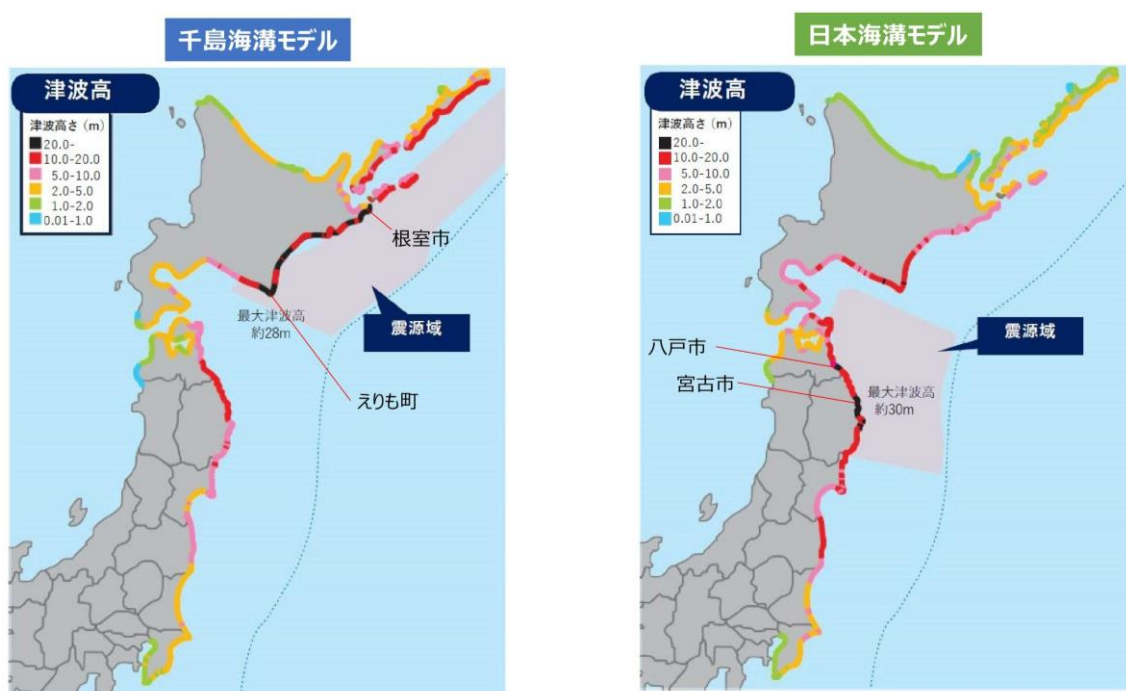 千島海溝モデル
津波高
津波高さ（m）
20.0-
10.0-20.0
5.0-10.0
2.0-5.0
1.0-2.0
0.01-1.0
根室市
最大津波高
約28m
震源域
えりも町
日本海溝モデル
津波高
津波高さ（m）
20.0-
10.0-20.0
5.0-10.0
2.0-5.0
1.0-2.0
0.01-1.0
震源域
八戸市
宮古市
最大津波高
約30m